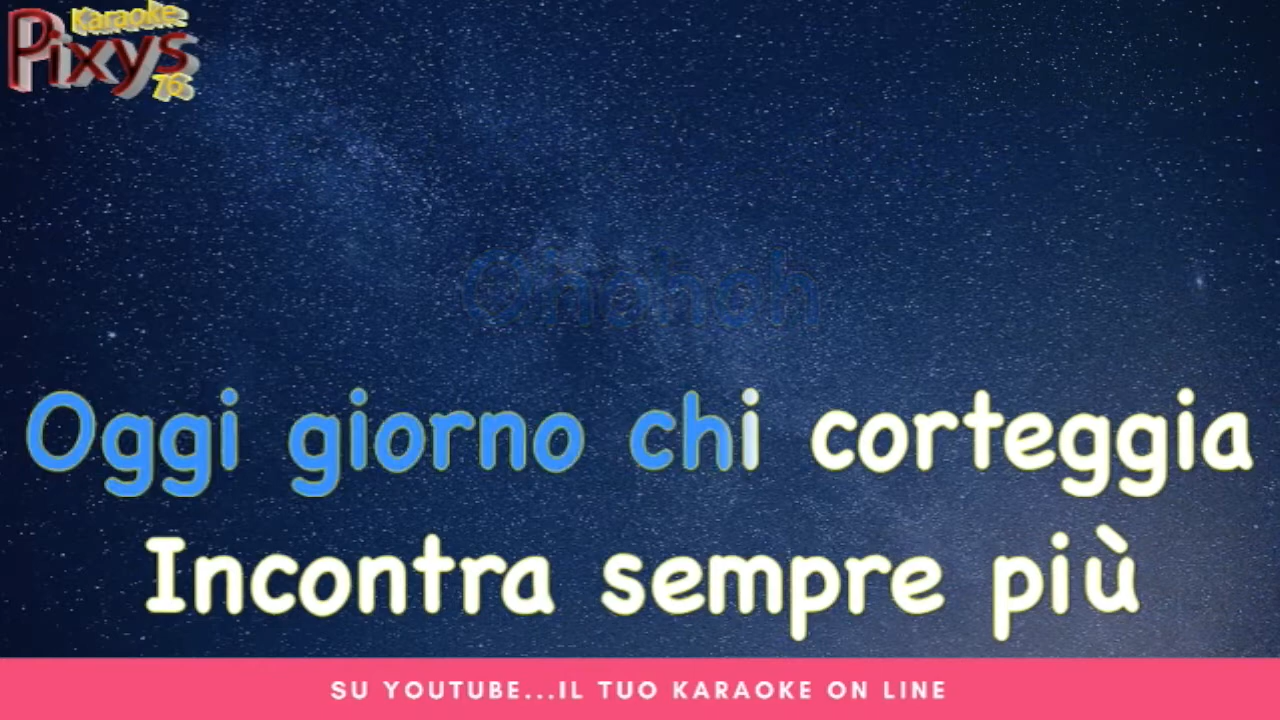 Karaoke
Pixys
76
Oggi giorno chi corteggia
Incontra sempre più
SU YOUTUBE...IL TUO KARAOKE ON LINE